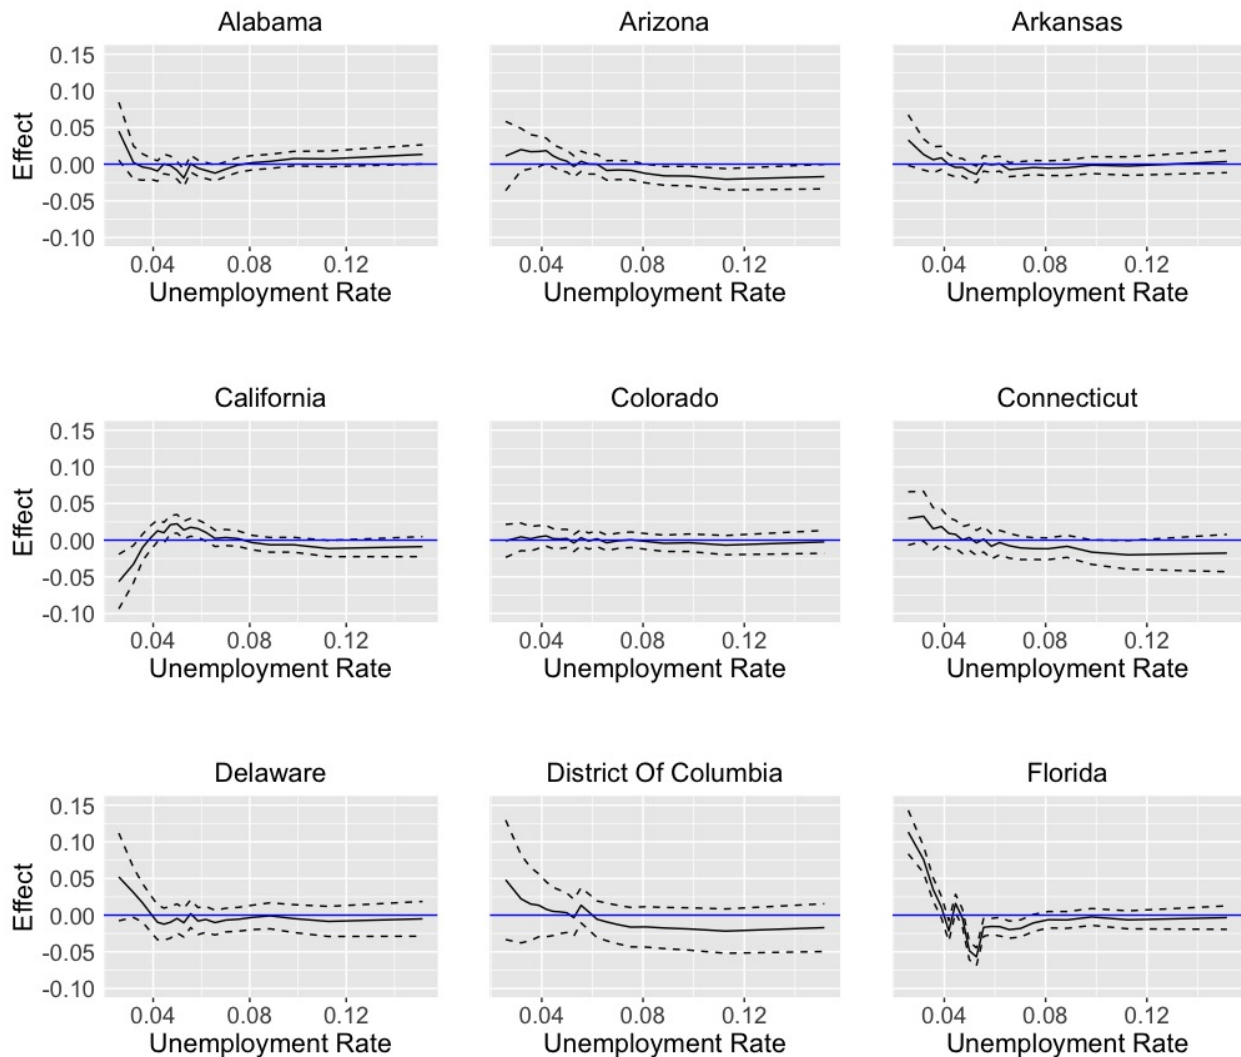 Alabama Arizona Arkansas
0.15
0.10
0.05
0.00
-0.05
-0.10
Effect
0.04 0.08 0.12 0.04 0.08 0.12 0.04 0.08 0.12
Unemployment Rate Unemployment Rate Unemployment Rate
California Colorado Connecticut
0.15
0.10
0.05
0.00
-0.05
-0.10
Effect
0.04 0.08 0.12 0.04 0.08 0.12 0.04 0.08 0.12
Unemployment Rate Unemployment Rate Unemployment Rate
Delaware District Of Columbia Florida
0.15
0.10
0.05
0.00
-0.05
-0.10
Effect
0.04 0.08 0.12 0.04 0.08 0.12 0.04 0.08 0.12
Unemployment Rate Unemployment Rate Unemployment Rate